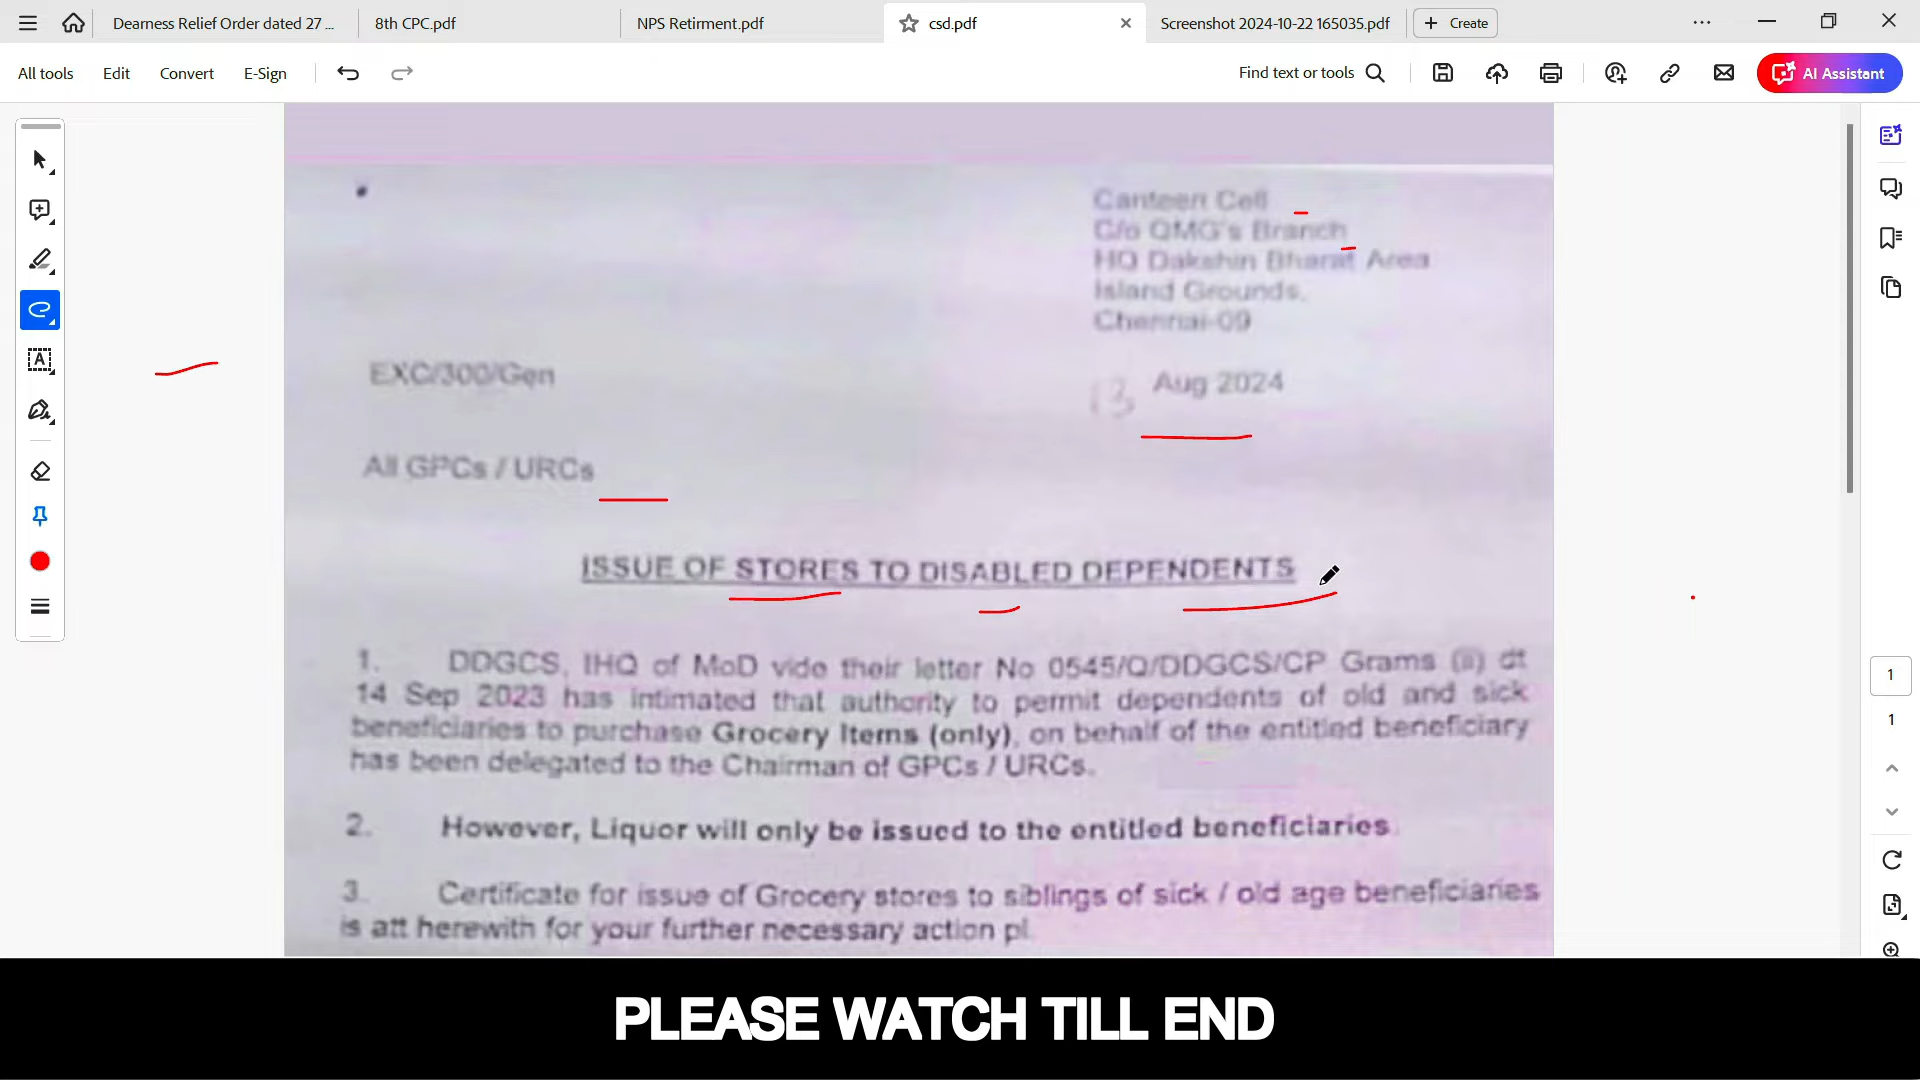 Dearness Relief Order dated 27 ...
8th CPC.pdf
NPS Retirment.pdf
csd.pdf
Screenshot 2024-10-22 165035.pdf
Create
All tools
Edit
Convert
E-Sign
Find text or tools
AI Assistant
Canteen Cell
C/o QMG's Branch
HQ Dakshin Bharat Area
Island Grounds,
Chennai-09
EXC/300/Gen
13 Aug 2024
All GPCs / URCs
ISSUE OF STORES TO DISABLED DEPENDENTS
1. DDGCS, IHQ of MoD vide their letter No 0545/Q/DDGCS/CP Grams (ii) dt
14 Sep 2023 has intimated that authority to permit dependents of old and sick
beneficiaries to purchase Grocery Items (only), on behalf of the entitled beneficiary
has been delegated to the Chairman of GPCs / URCs.
2. However, Liquor will only be issued to the entitled beneficiaries.
3. Certificate for issue of Grocery stores to siblings of sick / old age beneficiaries
is att herewith for your further necessary action pl.
1
1
PLEASE WATCH TILL END